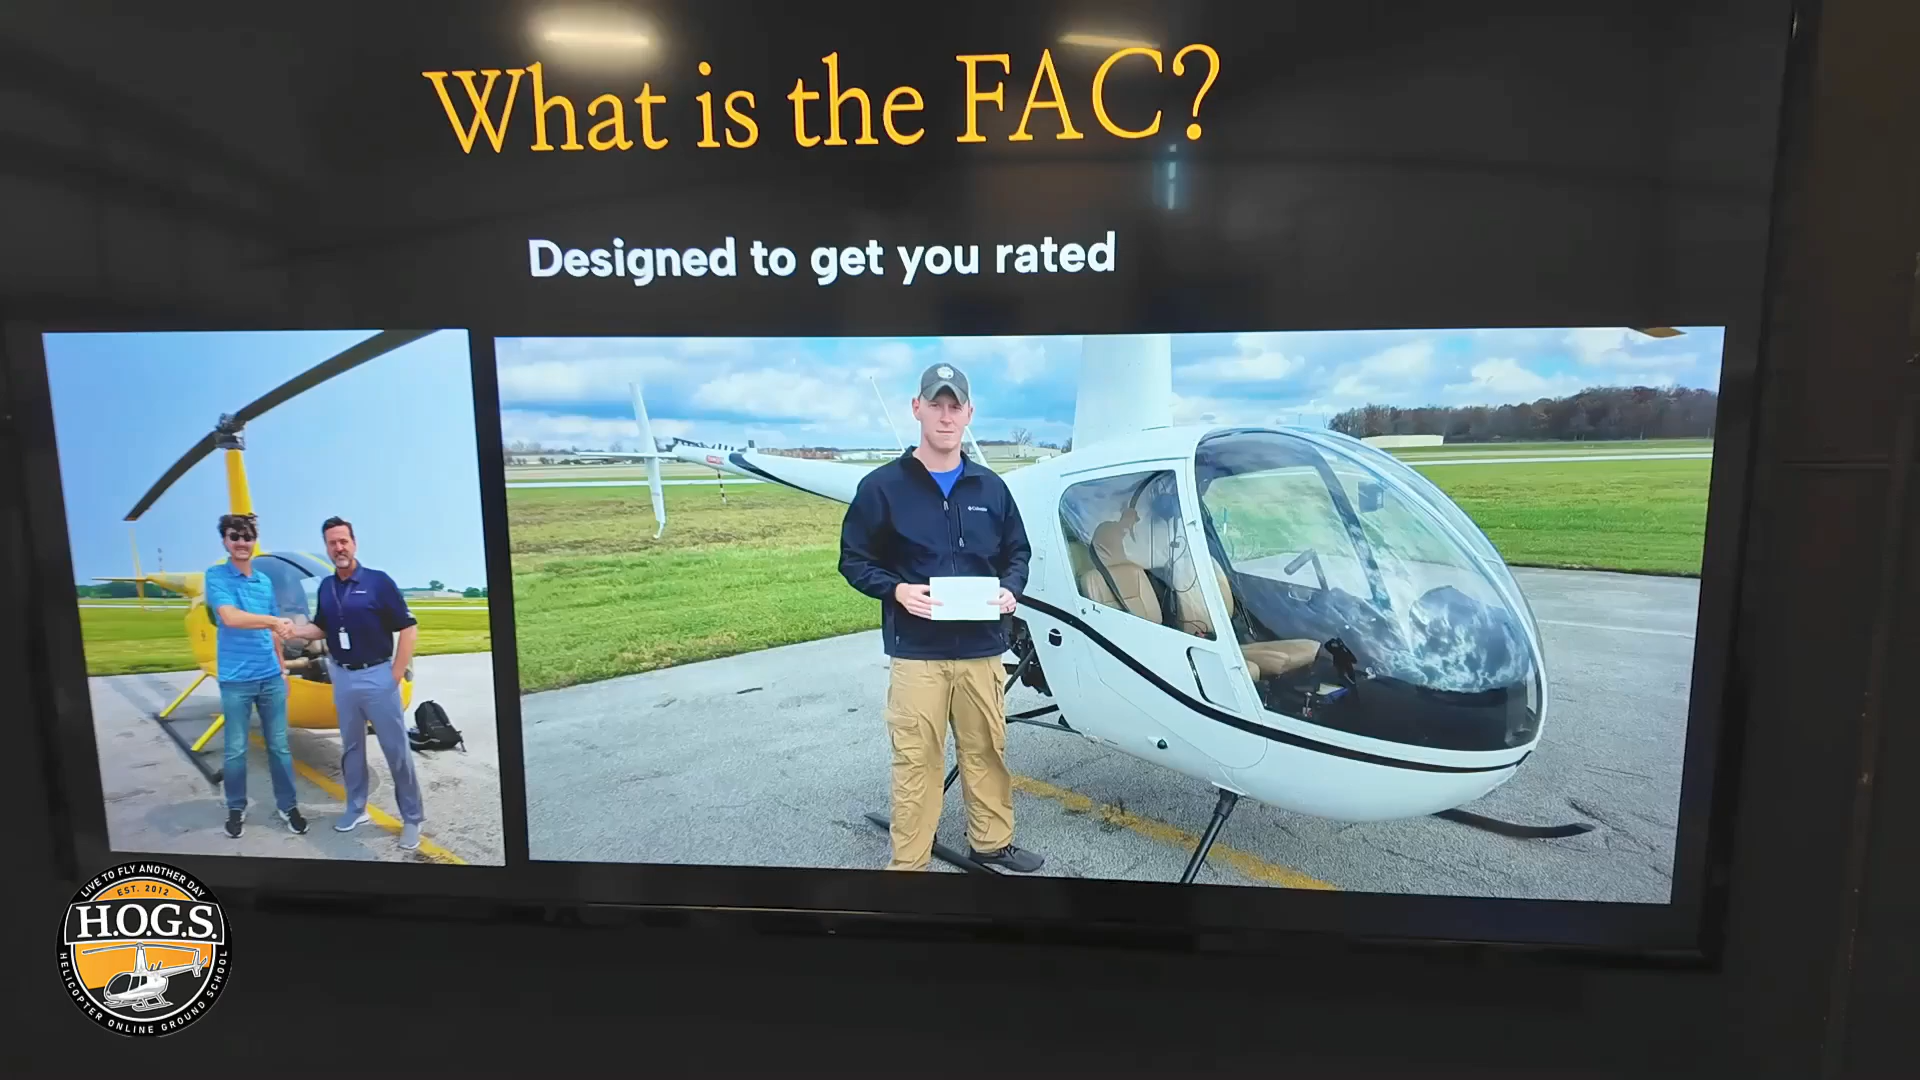 What is the FAC?
Designed to get you rated
Columbia
LIVE TO FLY ANOTHER DAY
EST. 2012
H.O.G.S.
HELICOPTER ONLINE GROUND SCHOOL